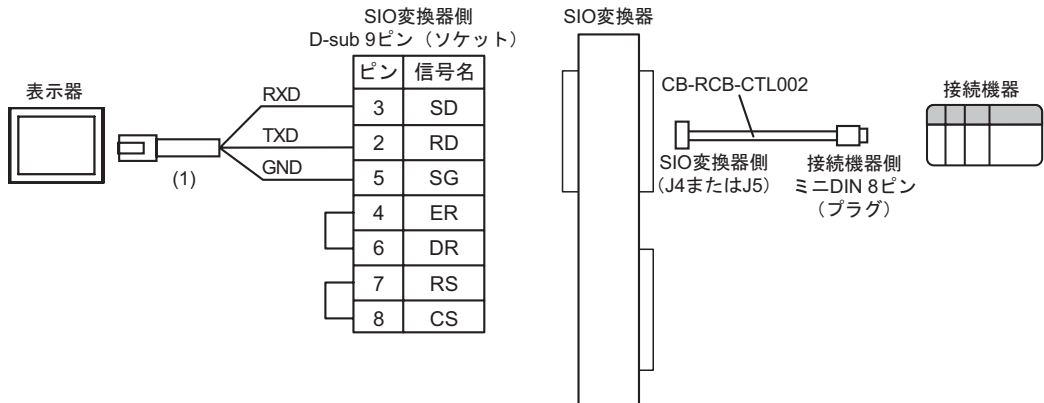 表示器
(1)
RXD
TXD
GND
SIO変換器側
D-sub 9ピン（ソケット）
ピン 信号名
3 SD
2 RD
5 SG
4 ER
6 DR
7 RS
8 CS
SIO変換器
CB-RCB-CTL002
SIO変換器側
（J4またはJ5）
接続機器側
ミニDIN 8ピン
（プラグ）
接続機器